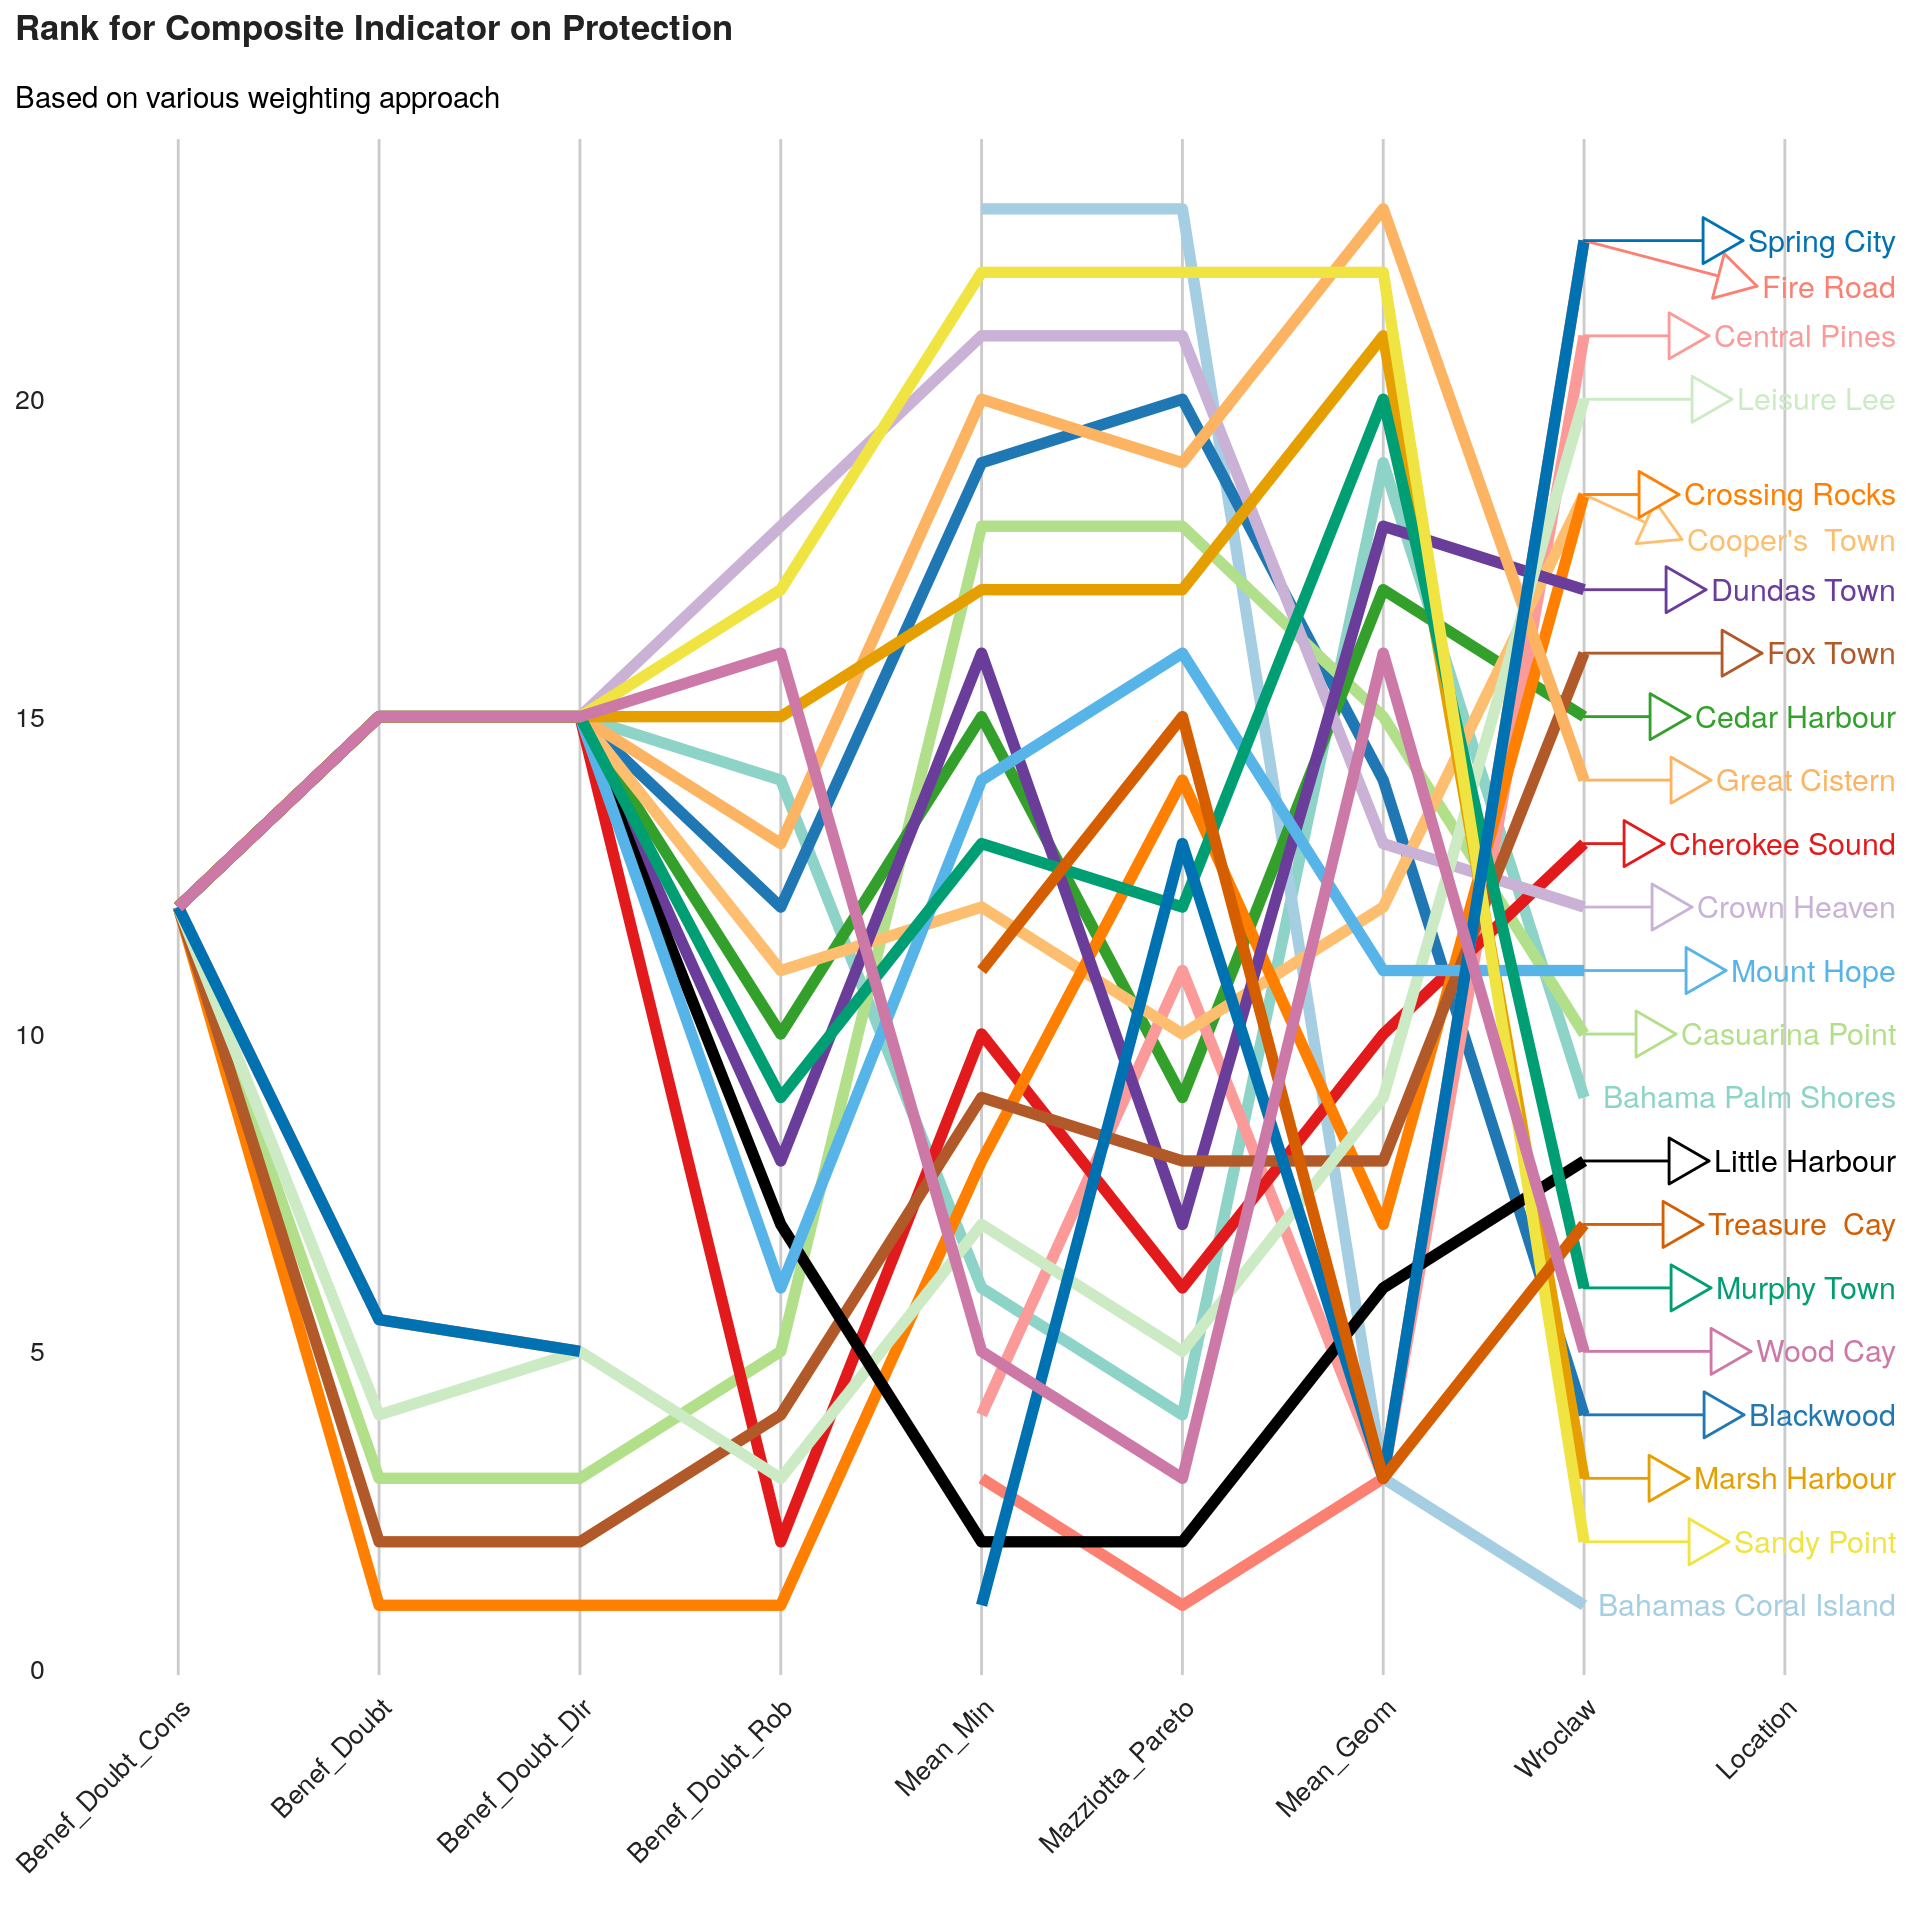 Rank for Composite Indicator on Protection
Based on various weighting approach
Spring City
Fire Road
Central Pines
Leisure Lee
Crossing Rocks
Cooper's  Town
Dundas Town
Fox Town
Cedar Harbour
Great Cistern
Cherokee Sound
Crown Heaven
Mount Hope
Casuarina Point
Bahama Palm Shores
Little Harbour
Treasure  Cay
Murphy Town
Wood Cay
Blackwood
Marsh Harbour
Sandy Point
Bahamas Coral Island
20
15
10
5
0
Benef_Doubt_Cons
Benef_Doubt
Benef_Doubt_Dir
Benef_Doubt_Rob
Mean_Min
Mazziotta_Pareto
Mean_Geom
Wroclaw
Location